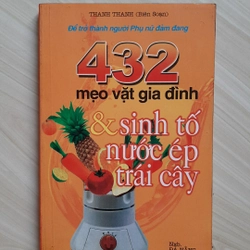 THANH THANH (Biên Soạn)
Để trở thành người Phụ nữ đảm đang
432
mẹo vặt gia đình
& sinh tố
nước ép
trái cây